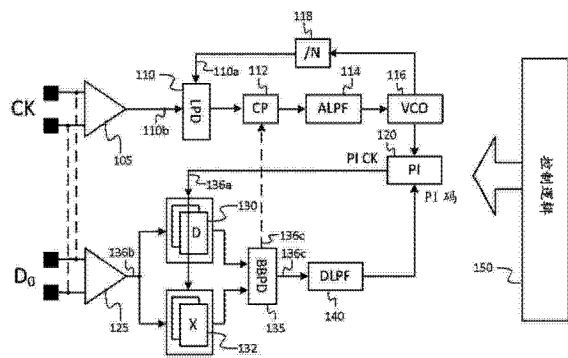 118
/N
110
110a
112
114
116
CK
LPD
CP
ALPF
VCO
105
110b
120
PI CK
PI
136a
130
PI 码
控制逻辑
D
136c
136b
136c
D0
BBPD
DLPF
150
X
125
135
140
132